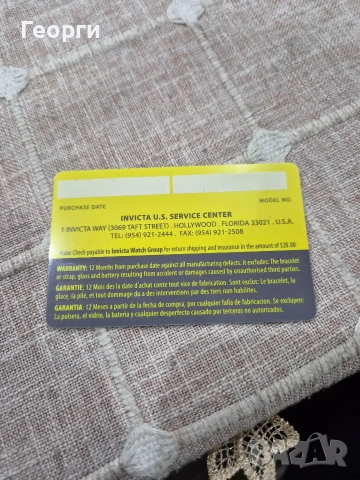 Георги
PURCHASE DATE
MODEL NO.
INVICTA U.S. SERVICE CENTER
1 INVICTA WAY (3069 TAFT STREET) . HOLLYWOOD . FLORIDA 33021 . U.S.A.
TEL: (954) 921-2444 . FAX: (954) 921-2508
Make Check payable to Invicta Watch Group for return shipping and insurance in the amount of $28.00
WARRANTY: 12 Months from purchase date against all manufacturing defects. It excludes: The bracelet
or strap, glass and battery resulting from accident or damages caused by unauthorised third parties.
GARANTIE: 12 Mois des la date d'achat conte tout vice de fabrication. Sont exclus: Le bracelet, la
glace, la pile, et tout dommage du a des interventions par des tiers non habilités.
GARANTIA: 12 Meses a partir de la fecha de compra, por cualquier falla de fabricacion. Se excluyen:
La pulsera, el vidrio, la bateria y cualquier desperfecto causado por terceros no autorizados.
BAZAR